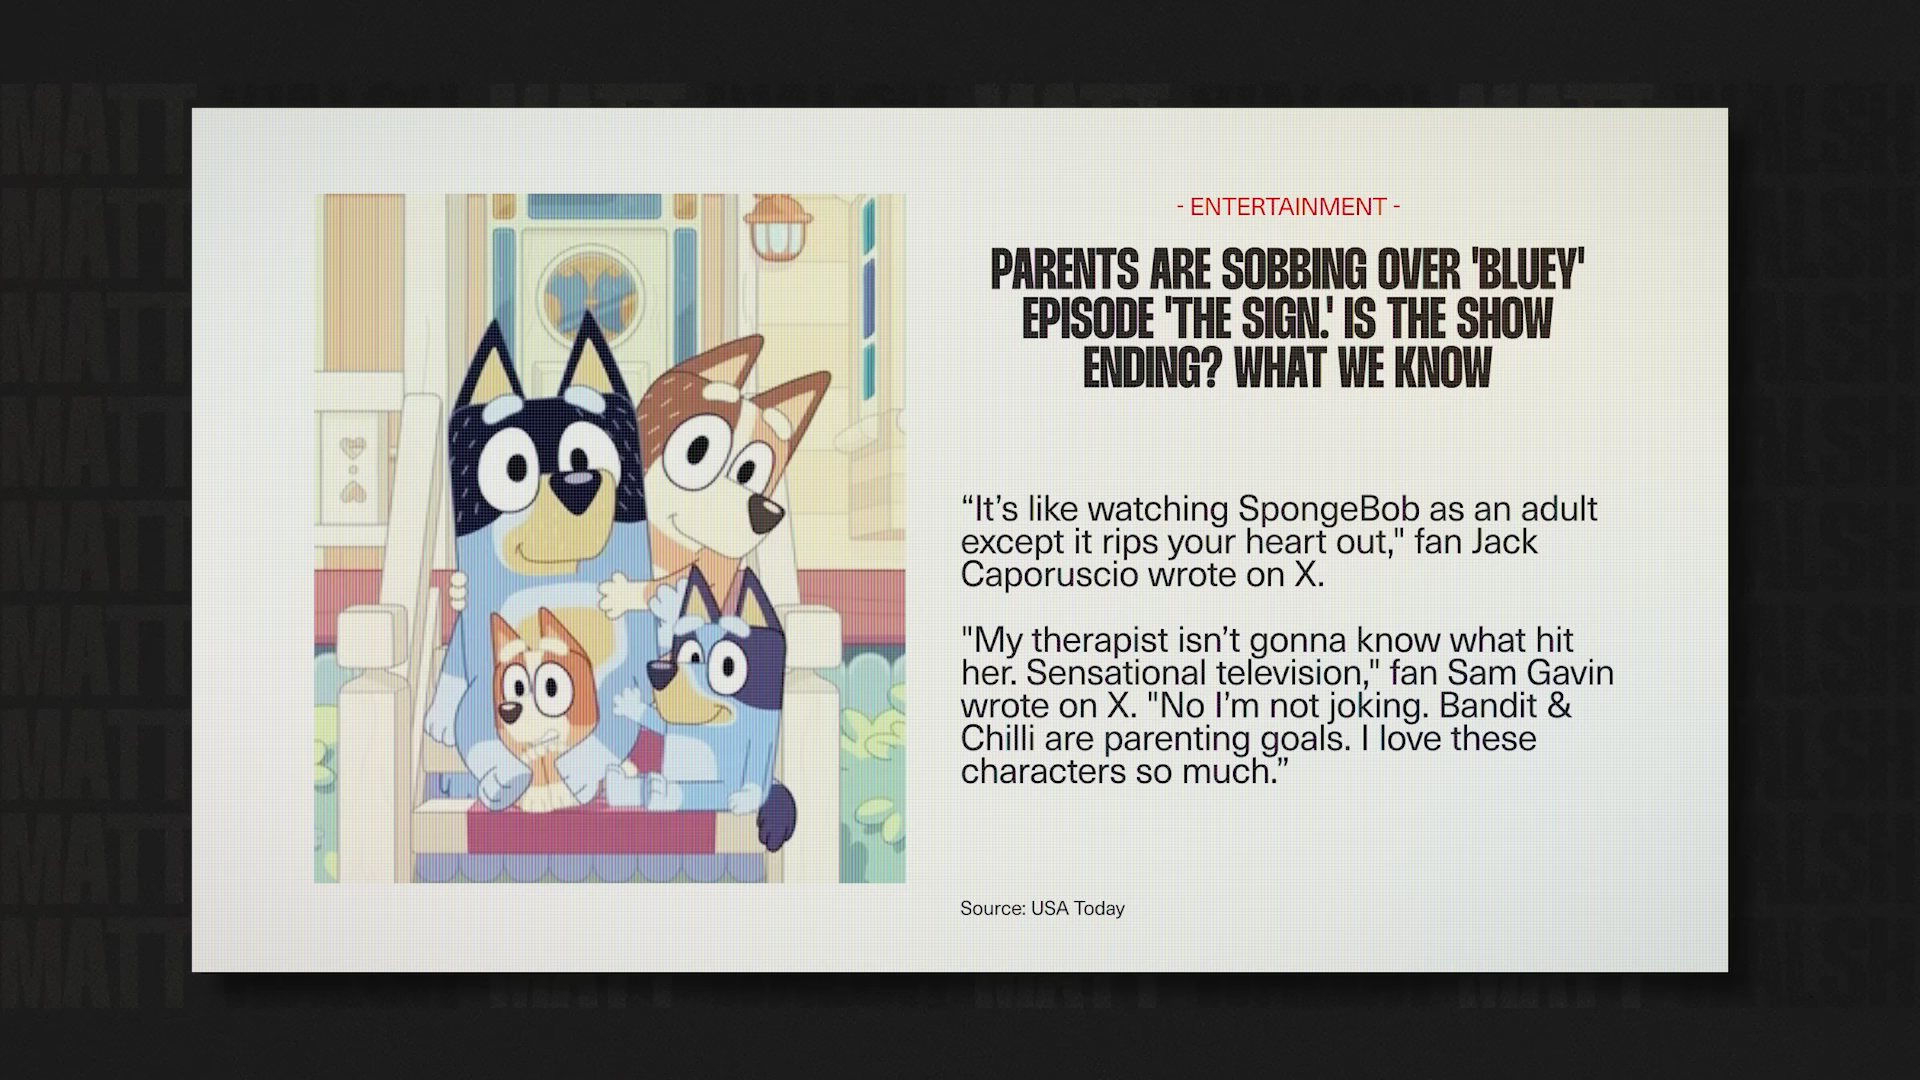 - ENTERTAINMENT -
PARENTS ARE SOBBING OVER 'BLUEY'
EPISODE 'THE SIGN.' IS THE SHOW
ENDING? WHAT WE KNOW
“It’s like watching SpongeBob as an adult
except it rips your heart out," fan Jack
Caporuscio wrote on X.
"My therapist isn’t gonna know what hit
her. Sensational television," fan Sam Gavin
wrote on X. "No I’m not joking. Bandit &
Chilli are parenting goals. I love these
characters so much.”
Source: USA Today